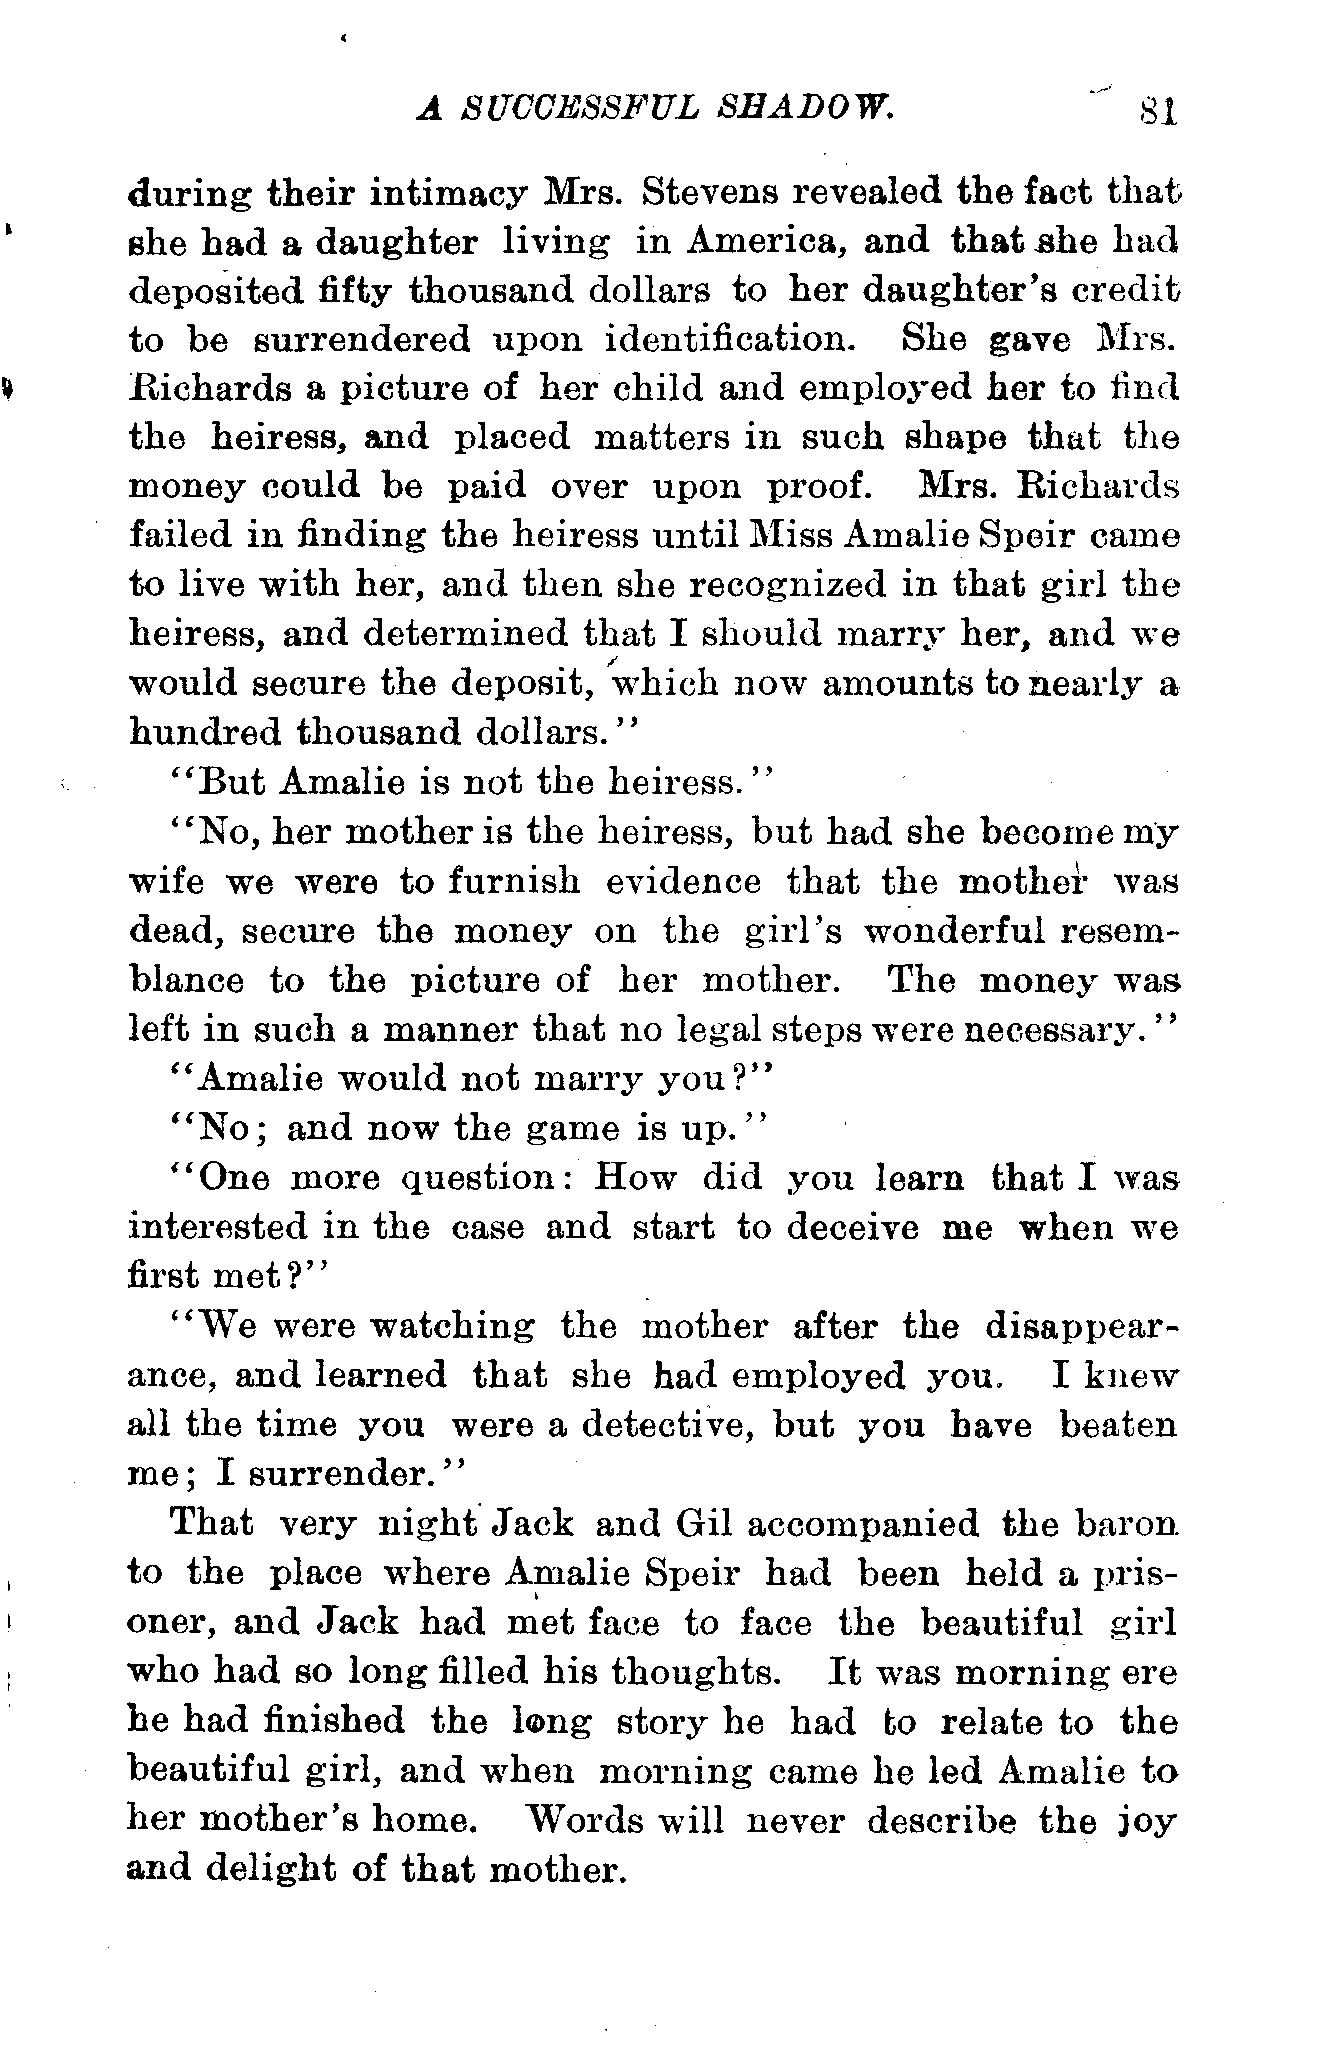 A SUCCESSFUL SHADOW. 81
during their intimacy Mrs. Stevens revealed the fact that
she had a daughter living in America, and that she had
deposited fifty thousand dollars to her daughter's credit
to be surrendered upon identification. She gave Mrs.
Richards a picture of her child and employed her to find
the heiress, and placed matters in such shape that the
money could be paid over upon proof. Mrs. Richards
failed in finding the heiress until Miss Amalie Speir came
to live with her, and then she recognized in that girl the
heiress, and determined that I should marry her, and we
would secure the deposit, which now amounts to nearly a
hundred thousand dollars."
"But Amalie is not the heiress."
"No, her mother is the heiress, but had she become my
wife we were to furnish evidence that the mother was
dead, secure the money on the girl's wonderful resem-
blance to the picture of her mother. The money was
left in such a manner that no legal steps were necessary."
"Amalie would not marry you?"
"No; and now the game is up."
"One more question: How did you learn that I was
interested in the case and start to deceive me when we
first met?"
"We were watching the mother after the disappear-
ance, and learned that she had employed you. I knew
all the time you were a detective, but you have beaten
me; I surrender."
That very night Jack and Gil accompanied the baron
to the place where Amalie Speir had been held a pris-
oner, and Jack had met face to face the beautiful girl
who had so long filled his thoughts. It was morning ere
he had finished the long story he had to relate to the
beautiful girl, and when morning came he led Amalie to
her mother's home. Words will never describe the joy
and delight of that mother.